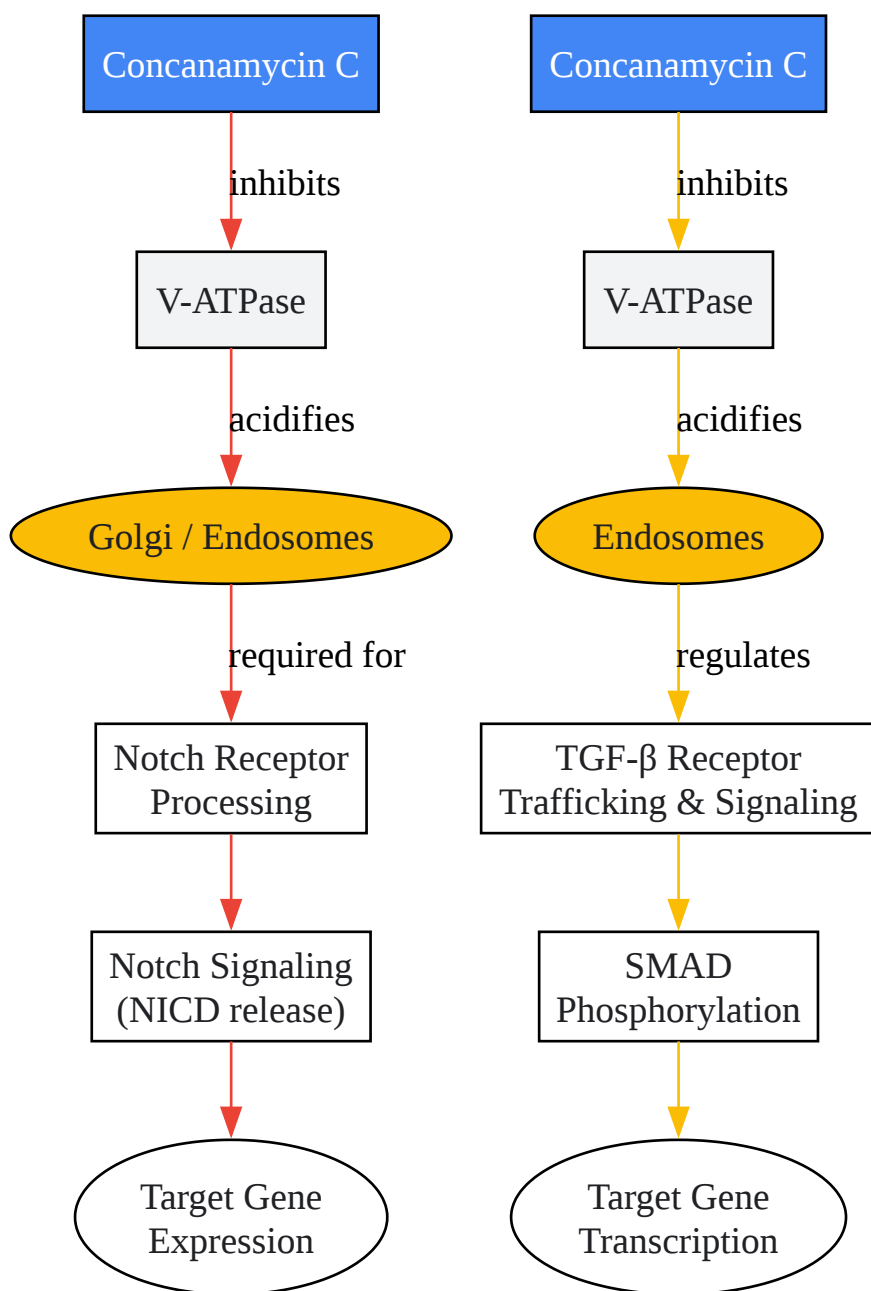 Concanamycin C
inhibits
V-ATPase
acidifies
Golgi / Endosomes
required for
Notch Receptor
Processing
Notch Signaling
(NICD release)
Target Gene
Expression
Concanamycin C
inhibits
V-ATPase
acidifies
Endosomes
regulates
TGF-β Receptor
Trafficking & Signaling
SMAD
Phosphorylation
Target Gene
Transcription